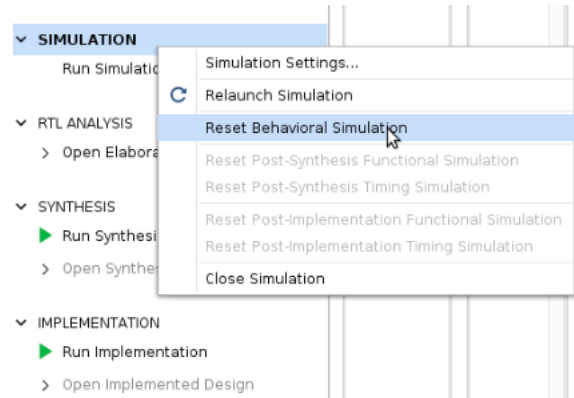 SIMULATION
Run Simulatio
Simulation Settings...
Relaunch Simulation
Reset Behavioral Simulation
Reset Post-Synthesis Functional Simulation
Reset Post-Synthesis Timing Simulation
Reset Post-Implementation Functional Simulation
Reset Post-Implementation Timing Simulation
Close Simulation
RTL ANALYSIS
Open Elabora
SYNTHESIS
Run Synthesi
Open Synthe
IMPLEMENTATION
Run Implementation
Open Implemented Design